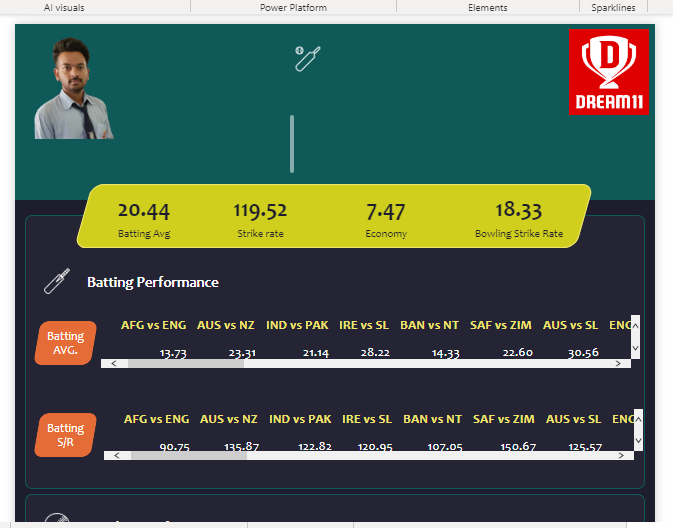 AI visuals Power Platform Elements Sparklines
D
DREAM11
20.44 119.52 7.47 18.33
Batting Avg Strike rate Economy Bowling Strike Rate
Batting Performance
Batting
AVG.
AFG vs ENG AUS vs NZ IND vs PAK IRE vs SL BAN vs NT SAF vs ZIM AUS vs SL ENG
13.73 23.31 21.14 28.22 14.33 22.60 30.56
Batting
S/R
AFG vs ENG AUS vs NZ IND vs PAK IRE vs SL BAN vs NT SAF vs ZIM AUS vs SL ENG
90.75 135.87 122.82 120.95 107.05 150.67 125.57